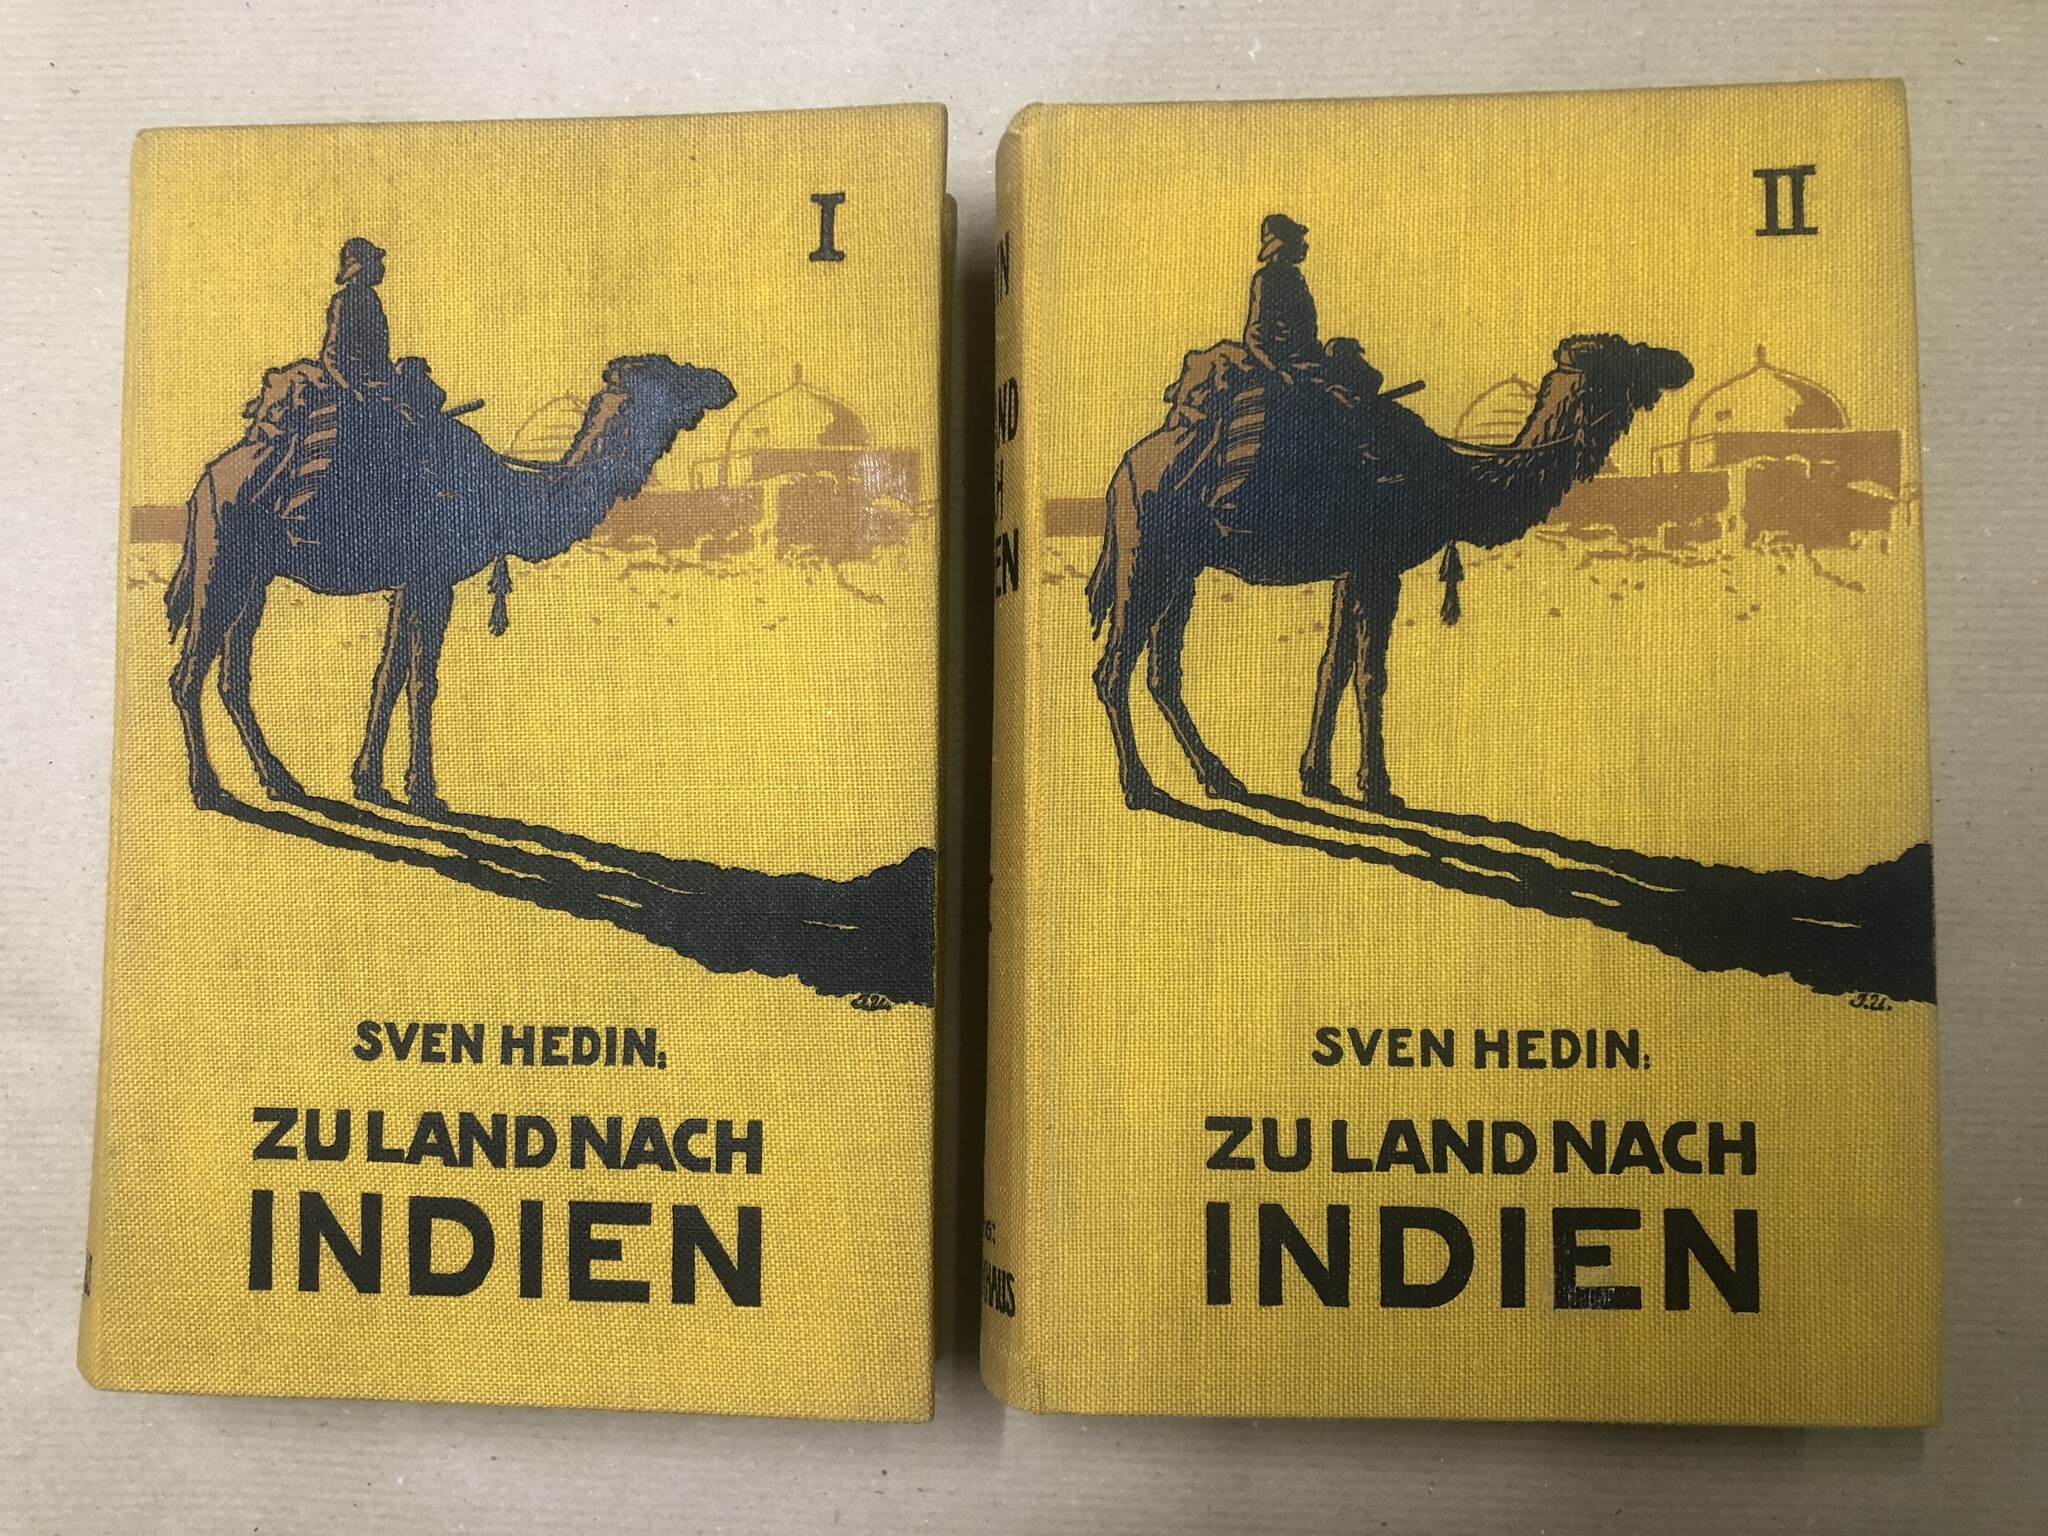 I
SVEN HEDIN:
ZU LAND NACH
INDIEN
II
SVEN HEDIN:
ZU LAND NACH
INDIEN